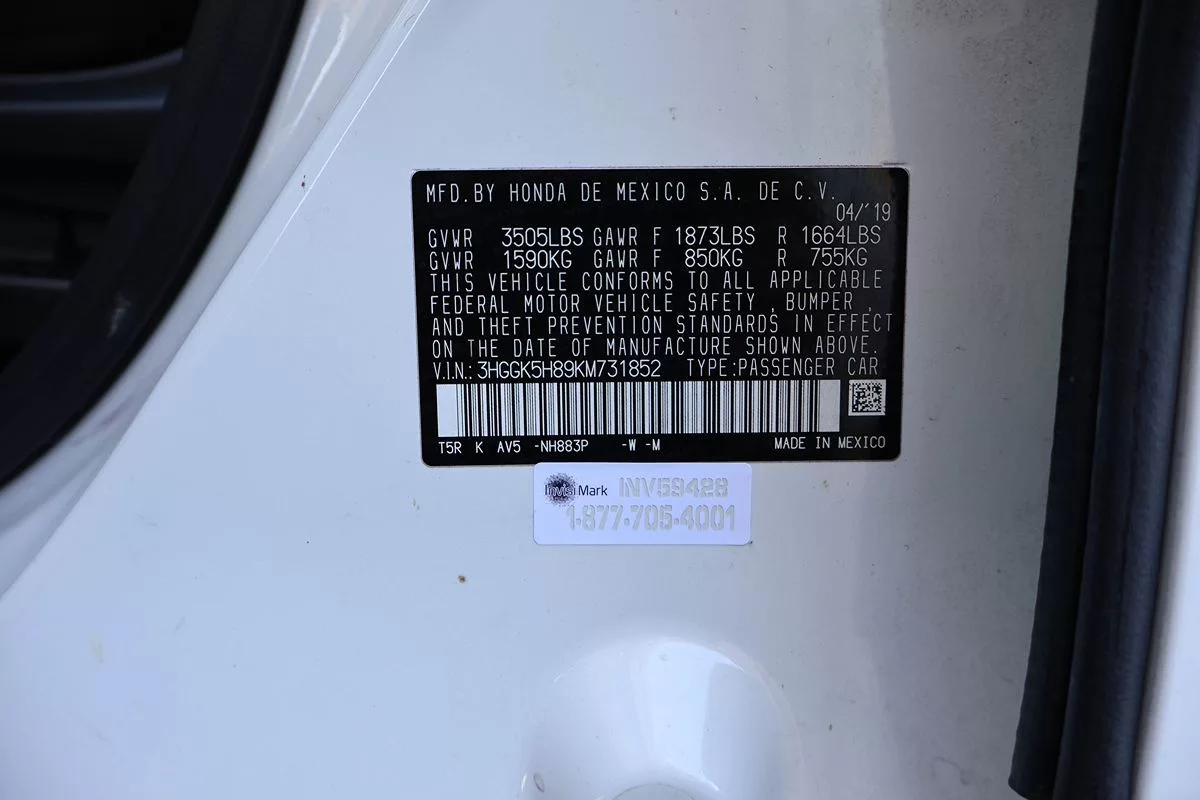 MFD.BY HONDA DE MEXICO S.A. DE C.V.
04/'19
GVWR 3505LBS GAWR F 1873LBS R 1664LBS
GVWR 1590KG GAWR F 850KG R 755KG
THIS VEHICLE CONFORMS TO ALL APPLICABLE
FEDERAL MOTOR VEHICLE SAFETY , BUMPER ,
AND THEFT PREVENTION STANDARDS IN EFFECT
ON THE DATE OF MANUFACTURE SHOWN ABOVE.
V.I.N.: 3HGGK5H89KM731852 TYPE:PASSENGER CAR
T5R K AV5 -NH883P -W -M MADE IN MEXICO
InvisiMark INV59428
1-877-705-4001